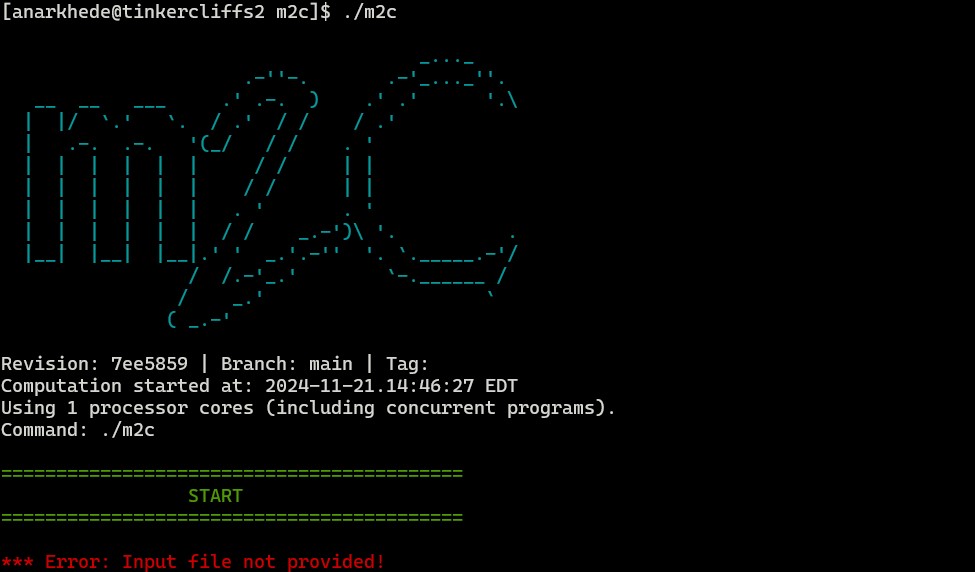 [anarkhede@tinkercliffs2 m2c]$ ./m2c
m2c
Revision: 7ee5859 | Branch: main | Tag:
Computation started at: 2024-11-21.14:46:27 EDT
Using 1 processor cores (including concurrent programs).
Command: ./m2c
==========================================
START
==========================================
*** Error: Input file not provided!